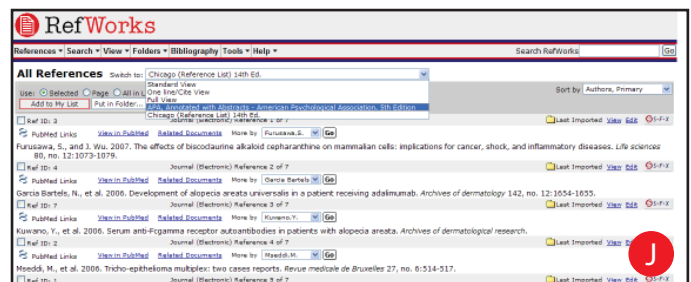 RefWorks
References Search View Folders Bibliography Tools Help Search RefWorks Go
All References Switch to: Chicago (Reference List) 14th Ed.
Standard View
One line/Cite View
Full View
APA, Annotated with Abstracts - American Psychological Association, 5th Edition
Chicago (Reference List) 14th Ed.
Use: Selected Page All in L Sort by Authors, Primary
Add to My List Put in Folder...
Ref ID: 3 Journal (Electronic) Reference 1 of 7 Last Imported View Edit S-F-X
PubMed Links View in PubMed Related Documents More by Furusawa,S. Go
Furusawa, S., and J. Wu. 2007. The effects of biscoclaurine alkaloid cepharanthine on mammalian cells: implications for cancer, shock, and inflammatory diseases. Life sciences
80, no. 12:1073-1079.
Ref ID: 4 Journal (Electronic) Reference 2 of 7 Last Imported View Edit S-F-X
PubMed Links View in PubMed Related Documents More by Garcia Bartels Go
Garcia Bartels, N., et al. 2006. Development of alopecia areata universalis in a patient receiving adalimumab. Archives of dermatology 142, no. 12:1654-1655.
Ref ID: 7 Journal (Electronic) Reference 3 of 7 Last Imported View Edit S-F-X
PubMed Links View in PubMed Related Documents More by Kuwano,Y. Go
Kuwano, Y., et al. 2006. Serum anti-Fcgamma receptor autoantibodies in patients with alopecia areata. Archives of dermatological research.
Ref ID: 2 Journal (Electronic) Reference 4 of 7 Last Imported View
PubMed Links View in PubMed Related Documents More by Mseddi,M. Go
J
Mseddi, M., et al. 2006. Tricho-epithelioma multiplex: two cases reports. Revue medicale de Bruxelles 27, no. 6:514-517.
Journal (Electronic) Reference 5 of 7 Last Imported View Edit S-F-X